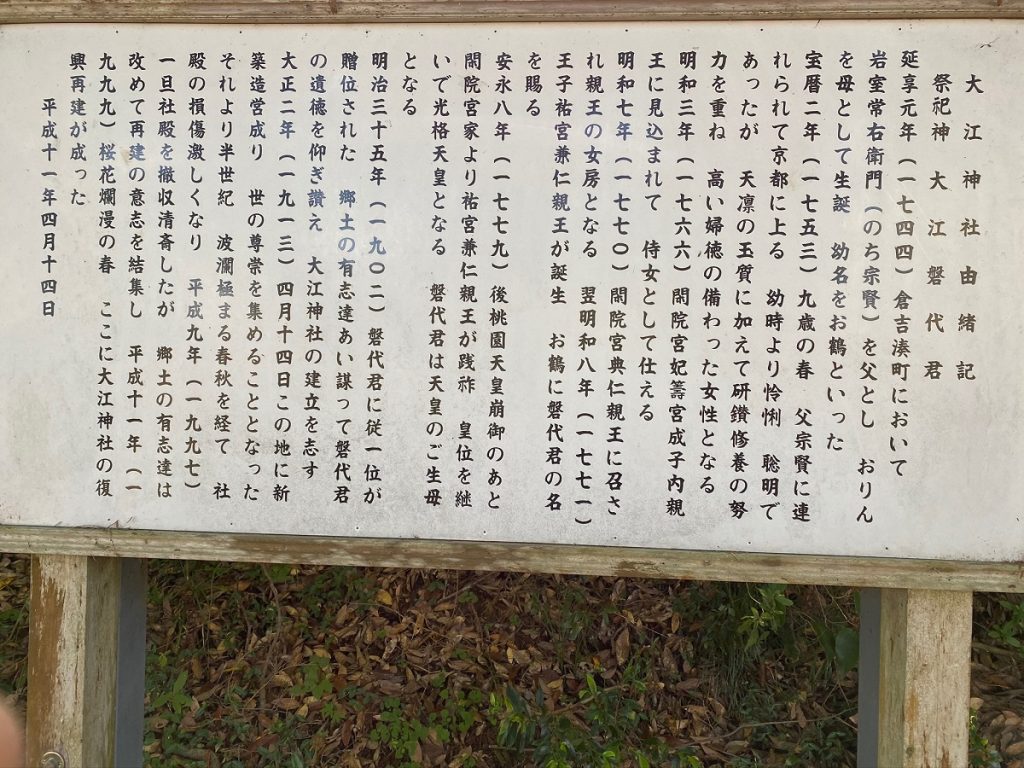 大江神社由緒記
祭祀神大江磐代君
延享元年（一七四四）倉吉湊町において
岩室常右衛門（のち宗賢）を父とし　おりん
を母として生誕　幼名をお鶴といった
宝暦二年（一七五三）九歳の春　父宗賢に連
れられて京都に上る　幼時より怜悧　聡明で
あったが　天凛の玉質に加えて研鑽修養の努
力を重ね　高い婦徳の備わった女性となる
明和三年（一七六六）閑院宮妃籌宮成子内親
王に見込まれて　侍女として仕える
明和七年（一七七〇）閑院宮典仁親王に召さ
れ親王の女房となる　翌明和八年（一七七一）
王子祐宮兼仁親王が誕生　お鶴に磐代君の名
を賜る
安永八年（一七七九）後桃園天皇崩御のあと
閑院宮家より祐宮兼仁親王が践祚　皇位を継
いで光格天皇となる　磐代君は天皇のご生母
となる
明治三十五年（一九〇二）磐代君に従一位が
贈位された　郷土の有志達あい謀って磐代君
の遺徳を仰ぎ讃え　大江神社の建立を志す
大正二年（一九一三）四月十四日この地に新
築造営成り　世の尊崇を集めることとなった
それより半世紀　波瀾極まる春秋を経て　社
殿の損傷激しくなり　平成九年（一九九七）
一旦社殿を撤収清斎したが　郷土の有志達は
改めて再建の意志を結集し　平成十一年（一
九九九）桜花爛漫の春　ここに大江神社の復
興再建が成った
平成十一年四月十四日